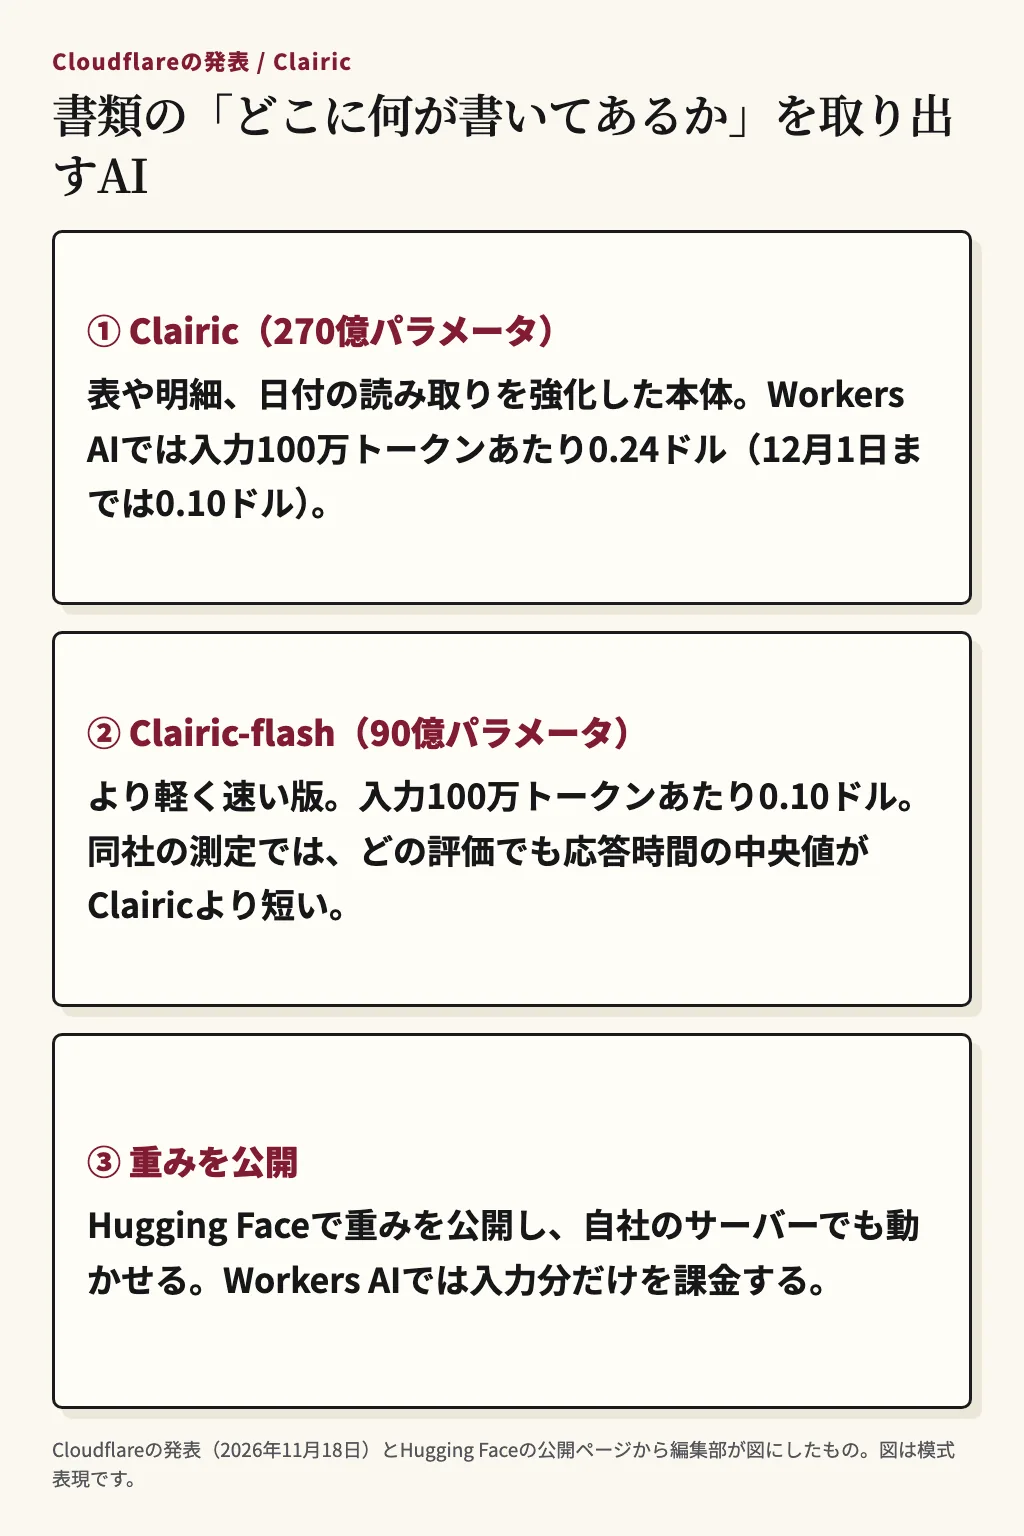 Cloudflareの発表 / Clairic
書類の「どこに何が書いてあるか」を取り出
すAI
① Clairic（270億パラメータ）
表や明細、日付の読み取りを強化した本体。Workers
AIでは入力100万トークンあたり0.24ドル（12月1日ま
では0.10ドル）。
② Clairic-flash（90億パラメータ）
より軽く速い版。入力100万トークンあたり0.10ドル。
同社の測定では、どの評価でも応答時間の中央値が
Clairicより短い。
③ 重みを公開
Hugging Faceで重みを公開し、自社のサーバーでも動
かせる。Workers AIでは入力分だけを課金する。
Cloudflareの発表（2026年11月18日）とHugging Faceの公開ページから編集部が図にしたもの。図は模式
表現です。